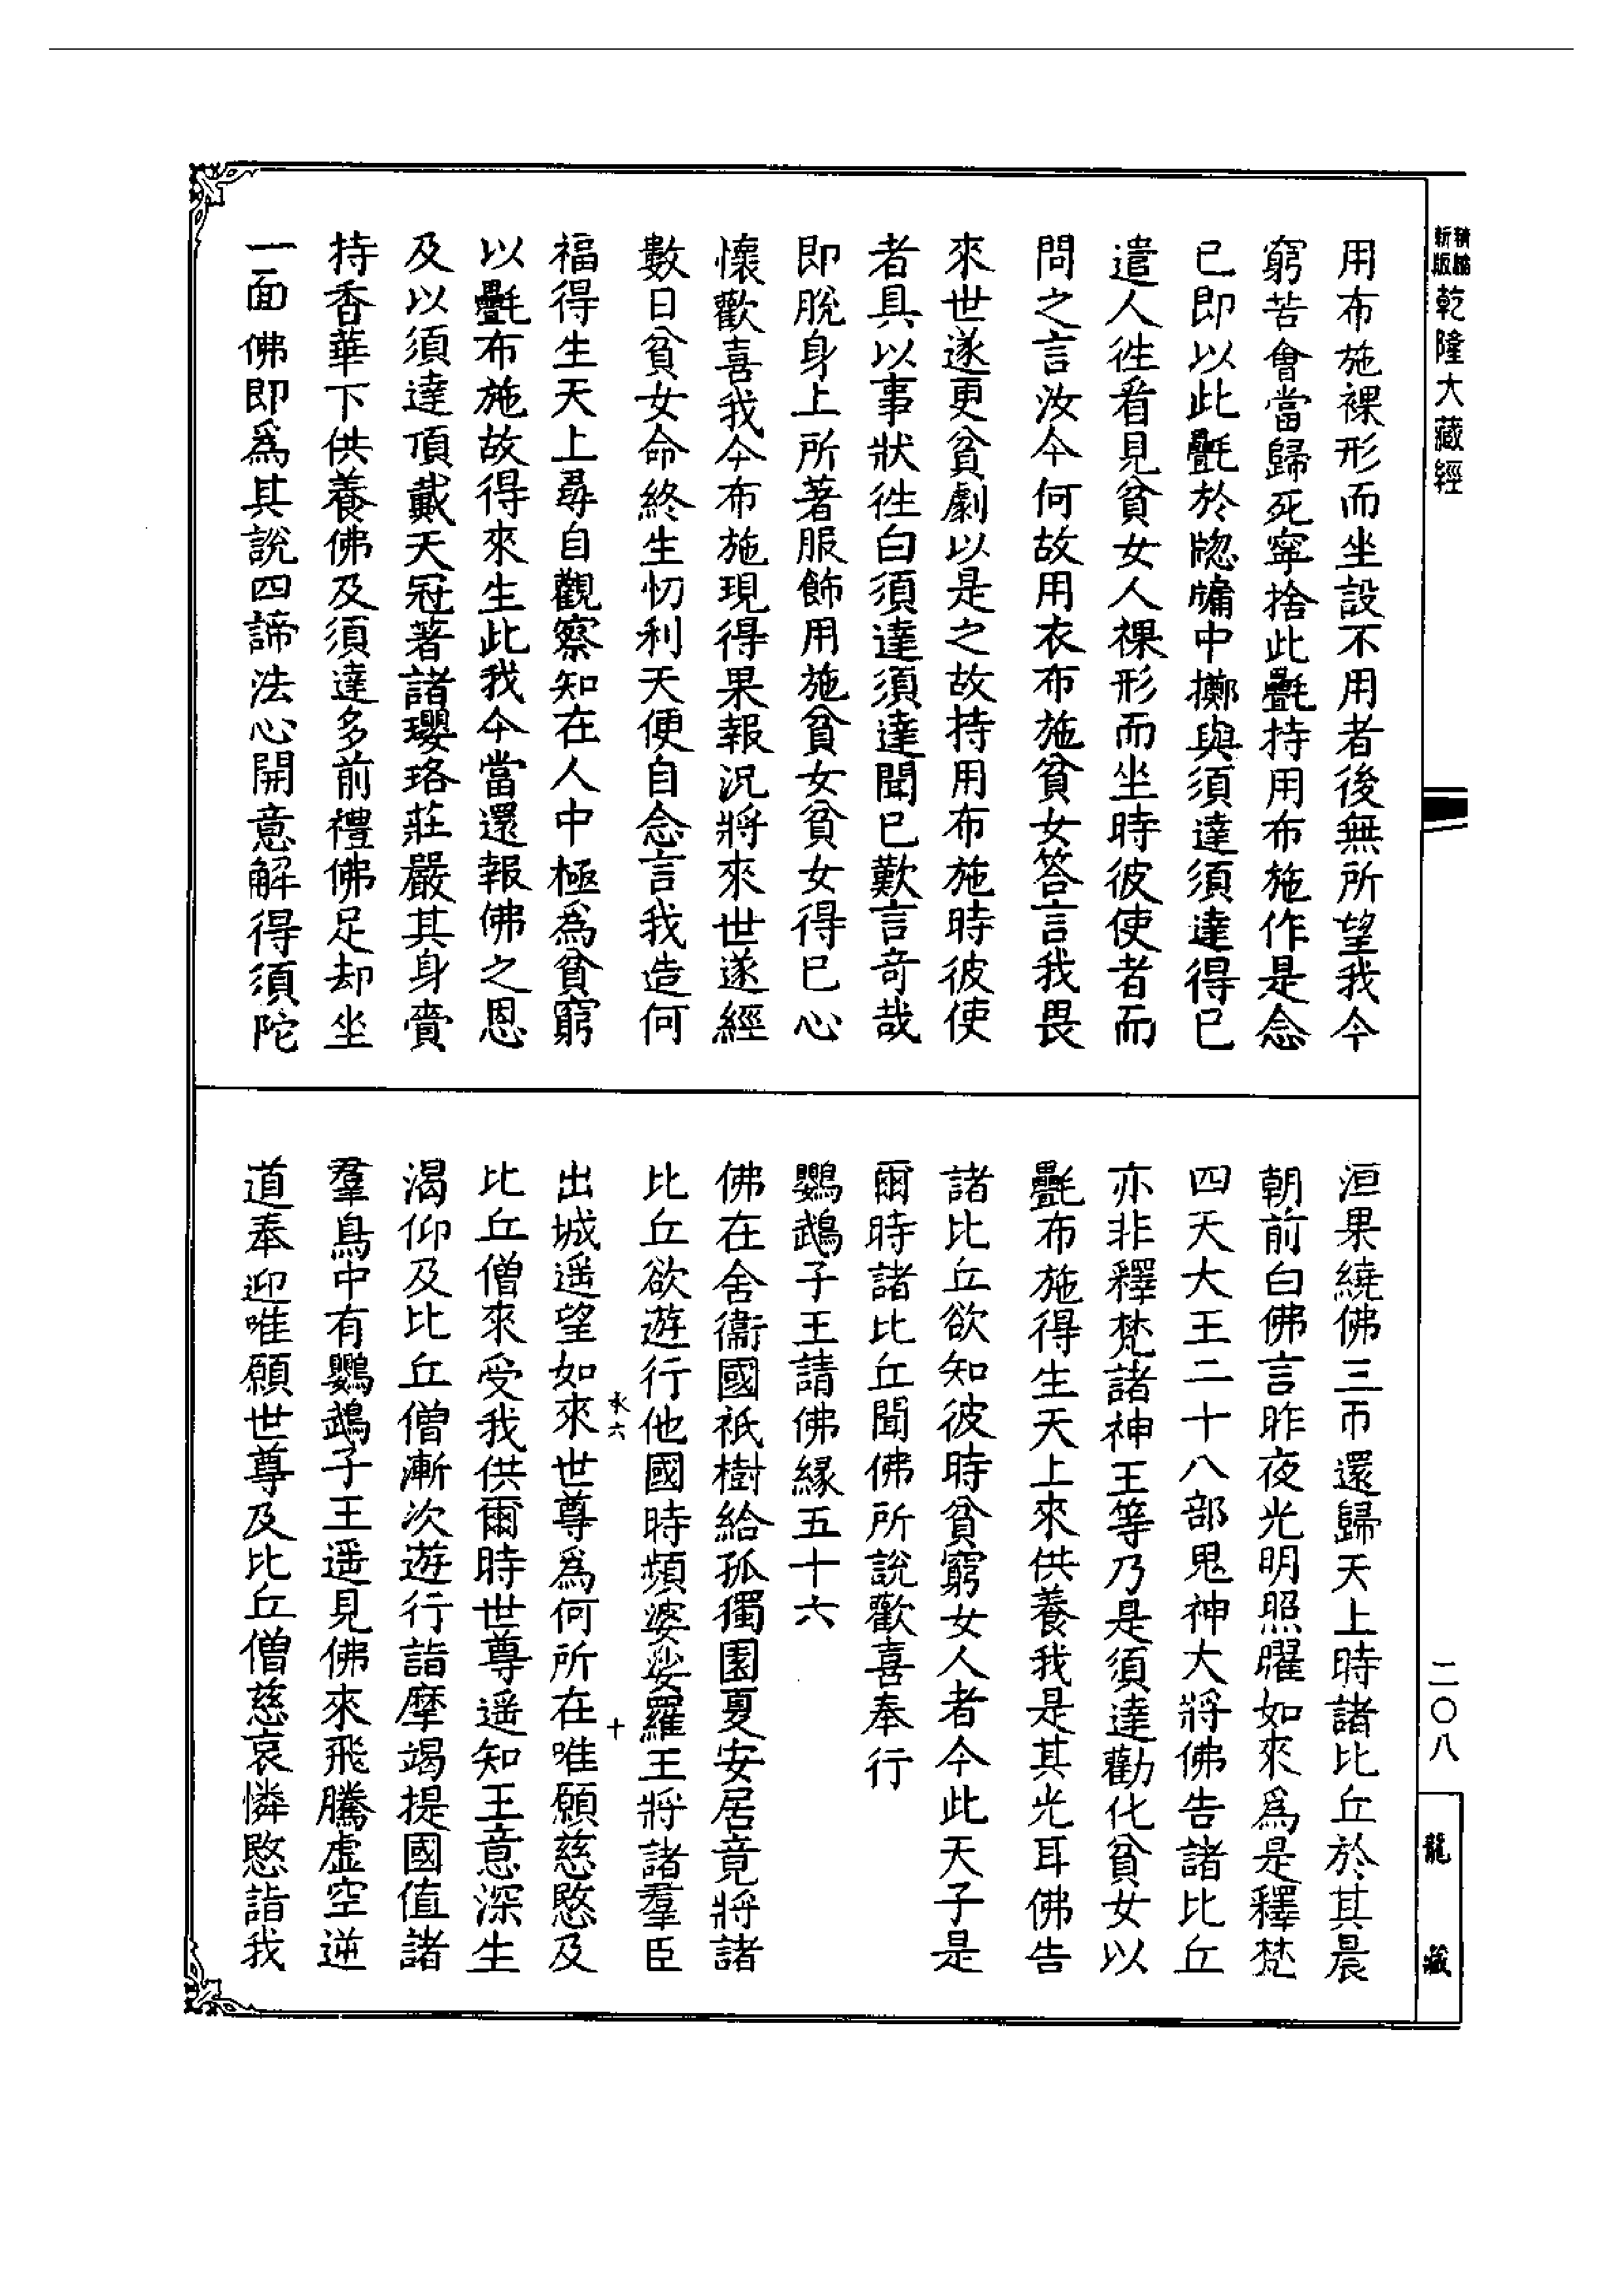 新編縮版乾隆大藏經
用布施裸形而坐設不用者後無所望我今
窮苦會當歸死寧捨此㲲持用布施作是念
已即以此㲲於牕牖中擲與須達須達得已
遣人徃看見貧女人裸形而坐時彼使者而
問之言汝今何故用衣布施貧女答言我畏
來世遂更貧劇以是之故持用布施時彼使
者具以事狀徃白須達須達聞已歎言奇哉
即脫身上所著服飾用施貧女貧女得已心
懷歡喜我今布施現得果報況將來世遂經
數日貧女命終生忉利天便自念言我造何
福得生天上尋自觀察知在人中極爲貧窮
以㲲布施故得來生此我今當還報佛之恩
及以須達頂戴天冠著諸瓔珞莊嚴其身齎
持香華下供養佛及須達多前禮佛足却坐
一面佛即爲其說四諦法心開意解得須陀
洹果繞佛三帀還歸天上時諸比丘於其晨
朝前白佛言昨夜光明照曜如來爲是釋梵
四天大王二十八部鬼神大將佛告諸比丘
亦非釋梵諸神王等乃是須達勸化貧女以
㲲布施得生天上來供養我是其光耳佛告
諸比丘欲知彼時貧窮女人者今此天子是
爾時諸比丘聞佛所說歡喜奉行
鸚鵡子王請佛緣五十六
佛在舍衞國祇樹給孤獨園夏安居竟將諸
比丘欲遊行他國時頻婆娑羅王將諸羣臣
出城遥望如來世尊爲何所在唯願慈愍及
比丘僧來受我供爾時世尊遥知王意深生
渴仰及比丘僧漸次遊行詣摩竭提國值諸
羣鳥中有鸚鵡子王遥見佛來飛騰虛空逆
道奉迎唯願世尊及比丘僧慈哀憐愍詣我
二〇八
龍藏